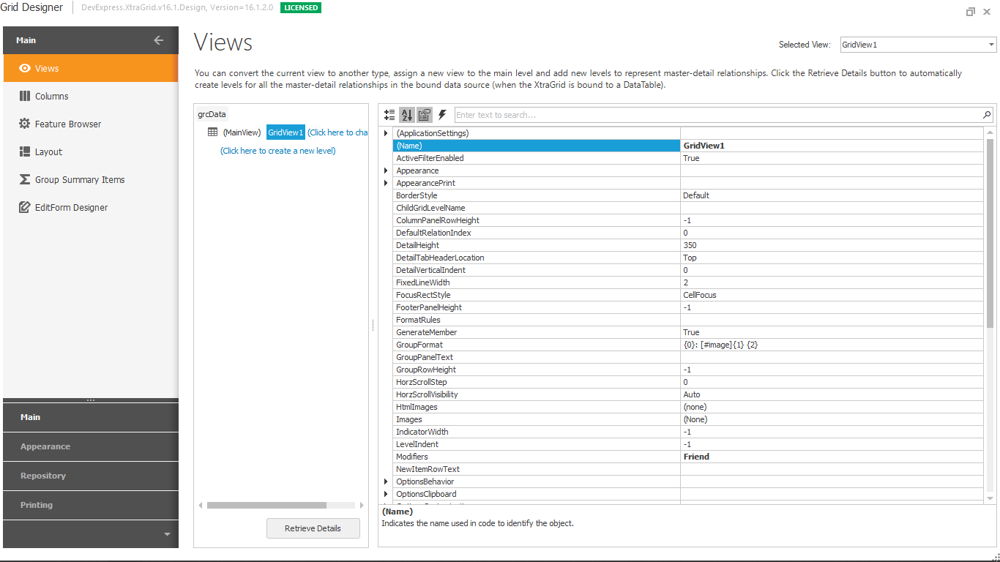 Grid Designer
DevExpress.XtraGrid.v16.1.Design, Version=16.1.2.0
LICENSED
Main
Views
Columns
Feature Browser
Layout
Group Summary Items
EditForm Designer
Main
Appearance
Repository
Printing
Views
Selected View: GridView1
You can convert the current view to another type, assign a new view to the main level and add new levels to represent master-detail relationships. Click the Retrieve Details button to automatically
create levels for all the master-detail relationships in the bound data source (when the XtraGrid is bound to a DataTable).
grcData
(MainView) GridView1 (Click here to cha
(Click here to create a new level)
Retrieve Details
Enter text to search...
(ApplicationSettings)
(Name) GridView1
ActiveFilterEnabled True
Appearance
AppearancePrint
BorderStyle Default
ChildGridLevelName
ColumnPanelRowHeight -1
DefaultRelationIndex 0
DetailHeight 350
DetailTabHeaderLocation Top
DetailVerticalIndent 0
FixedLineWidth 2
FocusRectStyle CellFocus
FooterPanelHeight -1
FormatRules
GenerateMember True
GroupFormat {0}: [#image]{1} {2}
GroupPanelText
GroupRowHeight -1
HorzScrollStep 0
HorzScrollVisibility Auto
HtmlImages (none)
Images (None)
IndicatorWidth -1
LevelIndent -1
Modifiers Friend
NewItemRowText
OptionsBehavior
OptionsClipboard
(Name)
Indicates the name used in code to identify the object.